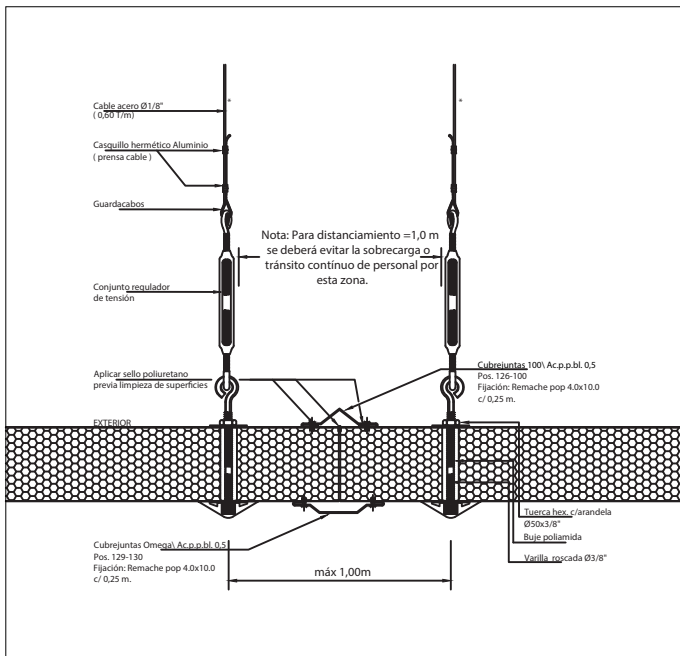 Cable acero Ø1/8"
( 0,60 T/m)
Casquillo hermético Aluminio
( prensa cable )
Guardacabos
Nota: Para distanciamiento =1,0 m
se deberá evitar la sobrecarga o
tránsito contínuo de personal por
esta zona.
Conjunto regulador
de tensión
Aplicar sello poliuretano
previa limpieza de superficies
Cubrejuntas 100\ Ac.p.p.bl. 0,5
Pos. 126-100
Fijación: Remache pop 4.0x10.0
c/ 0,25 m.
EXTERIOR
Tuerca hex. c/arandela
Ø50x3/8"
Buje poliamida
Varilla roscada Ø3/8"
Cubrejuntas Omega\ Ac.p.p.bl. 0,5
Pos. 129-130
Fijación: Remache pop 4.0x10.0
c/ 0,25 m.
máx 1,00m